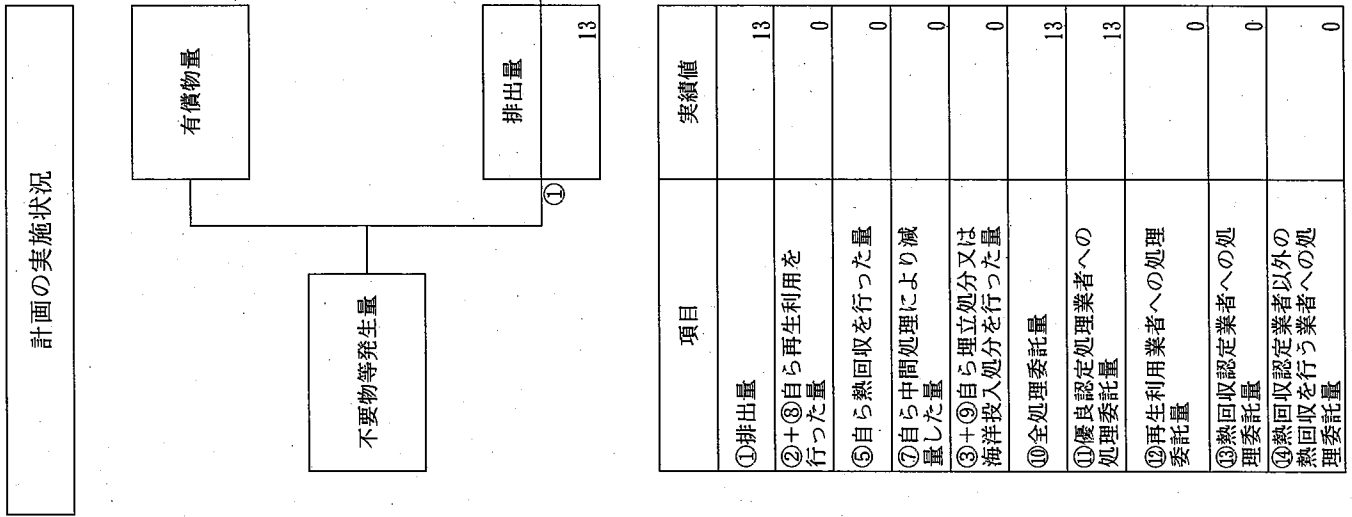 計画の実施状況
有償物量
不要物等発生量
①
排出量
13
項目 実績値
①排出量 13
②+⑧自ら再生利用を
行った量 0
⑤自ら熱回収を行った量 0
⑦自ら中間処理により減
量した量 0
③+⑨自ら埋立処分又は
海洋投入処分を行った量 0
⑩全処理委託量 13
⑪優良認定処理業者への
処理委託量 13
⑫再生利用業者への処理
委託量 0
⑬熱回収認定業者への処
理委託量 0
⑭熱回収認定業者以外の
熱回収を行う業者への処
理委託量 0